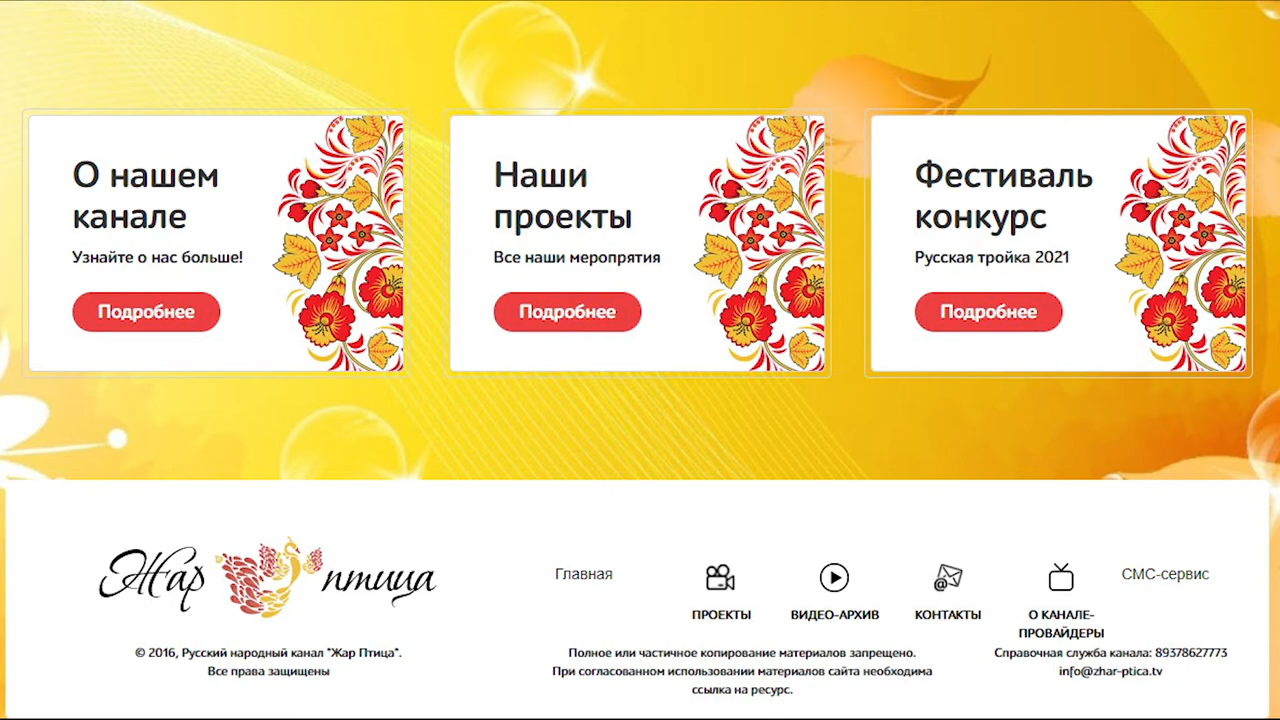 О нашем
канале
Узнайте о нас больше!
Подробнее
Наши
проекты
Все наши меропрятия
Подробнее
Фестиваль
конкурс
Русская тройка 2021
Подробнее
Жар птица
© 2016, Русский народный канал "Жар Птица".
Все права защищены
Главная
ПРОЕКТЫ
ВИДЕО-АРХИВ
КОНТАКТЫ
О КАНАЛЕ-
ПРОВАЙДЕРЫ
СМС-сервис
Полное или частичное копирование материалов запрещено.
При согласованном использовании материалов сайта необходима
ссылка на ресурс.
Справочная служба канала: 89378627773
info@zhar-ptica.tv